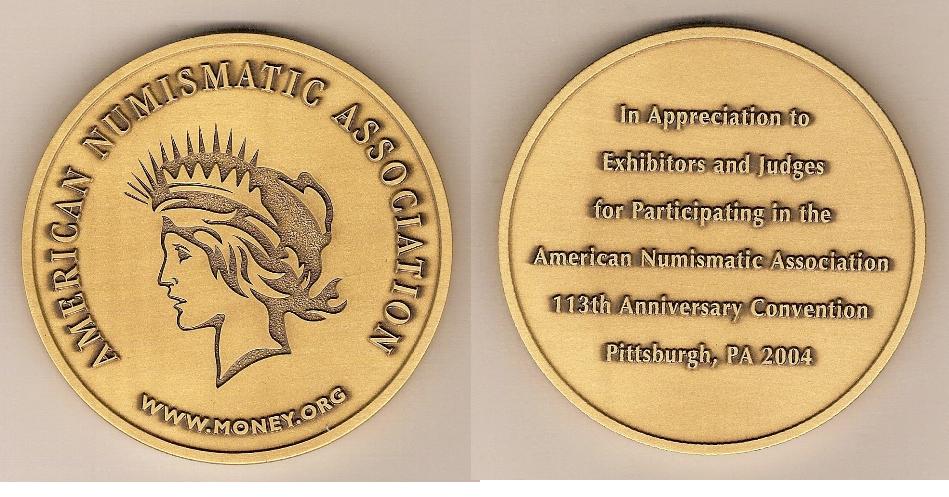 AMERICAN NUMISMATIC ASSOCIATION
WWW.MONEY.ORG
In Appreciation to
Exhibitors and Judges
for Participating in the
American Numismatic Association
113th Anniversary Convention
Pittsburgh, PA 2004